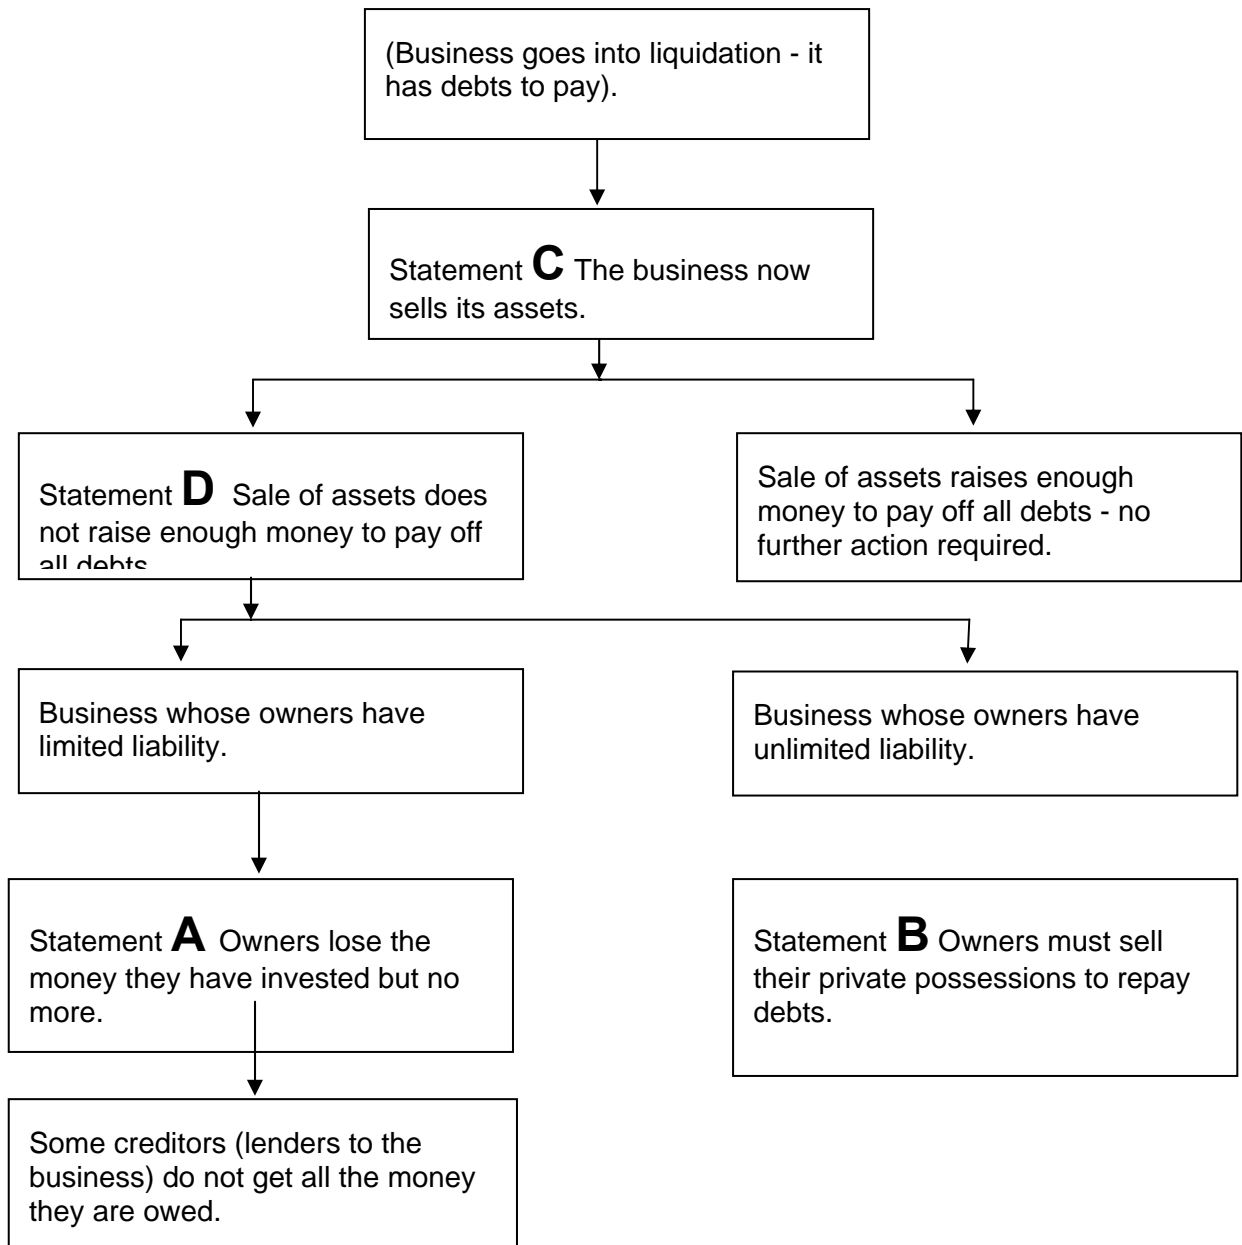 (Business goes into liquidation - it
has debts to pay).
Statement C The business now
sells its assets.
Statement D Sale of assets does
not raise enough money to pay off
all debts
Sale of assets raises enough
money to pay off all debts - no
further action required.
Business whose owners have
limited liability.
Business whose owners have
unlimited liability.
Statement A Owners lose the
money they have invested but no
more.
Statement B Owners must sell
their private possessions to repay
debts.
Some creditors (lenders to the
business) do not get all the money
they are owed.